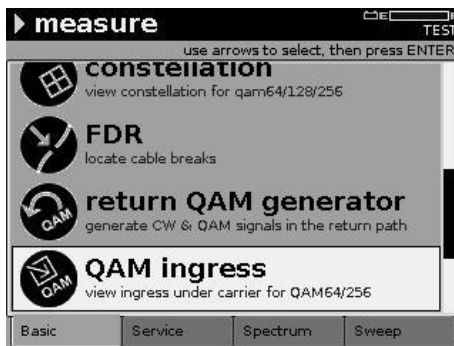 measure
E
TEST
use arrows to select, then press ENTER
constellation
view constellation for qam64/128/256
FDR
locate cable breaks
return QAM generator
generate CW & QAM signals in the return path
QAM
QAM ingress
view ingress under carrier for QAM64/256
QAM
Basic
Service
Spectrum
Sweep